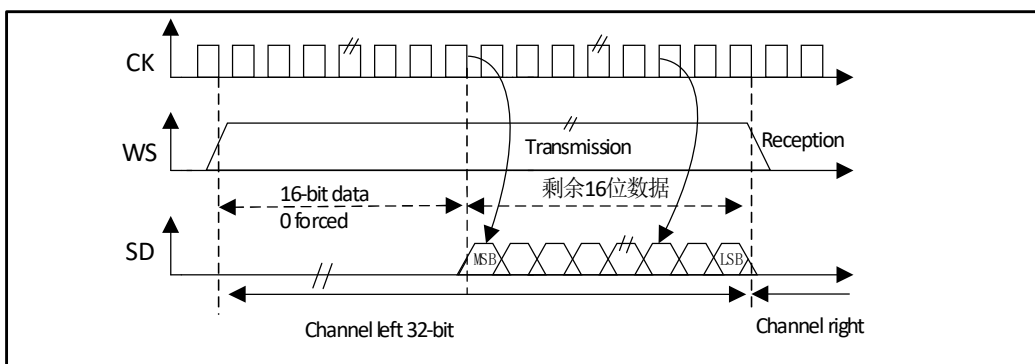 CK
WS
Transmission
Reception
16-bit data
0 forced
剩余16位数据
SD
MSB
LSB
Channel left 32-bit
Channel right